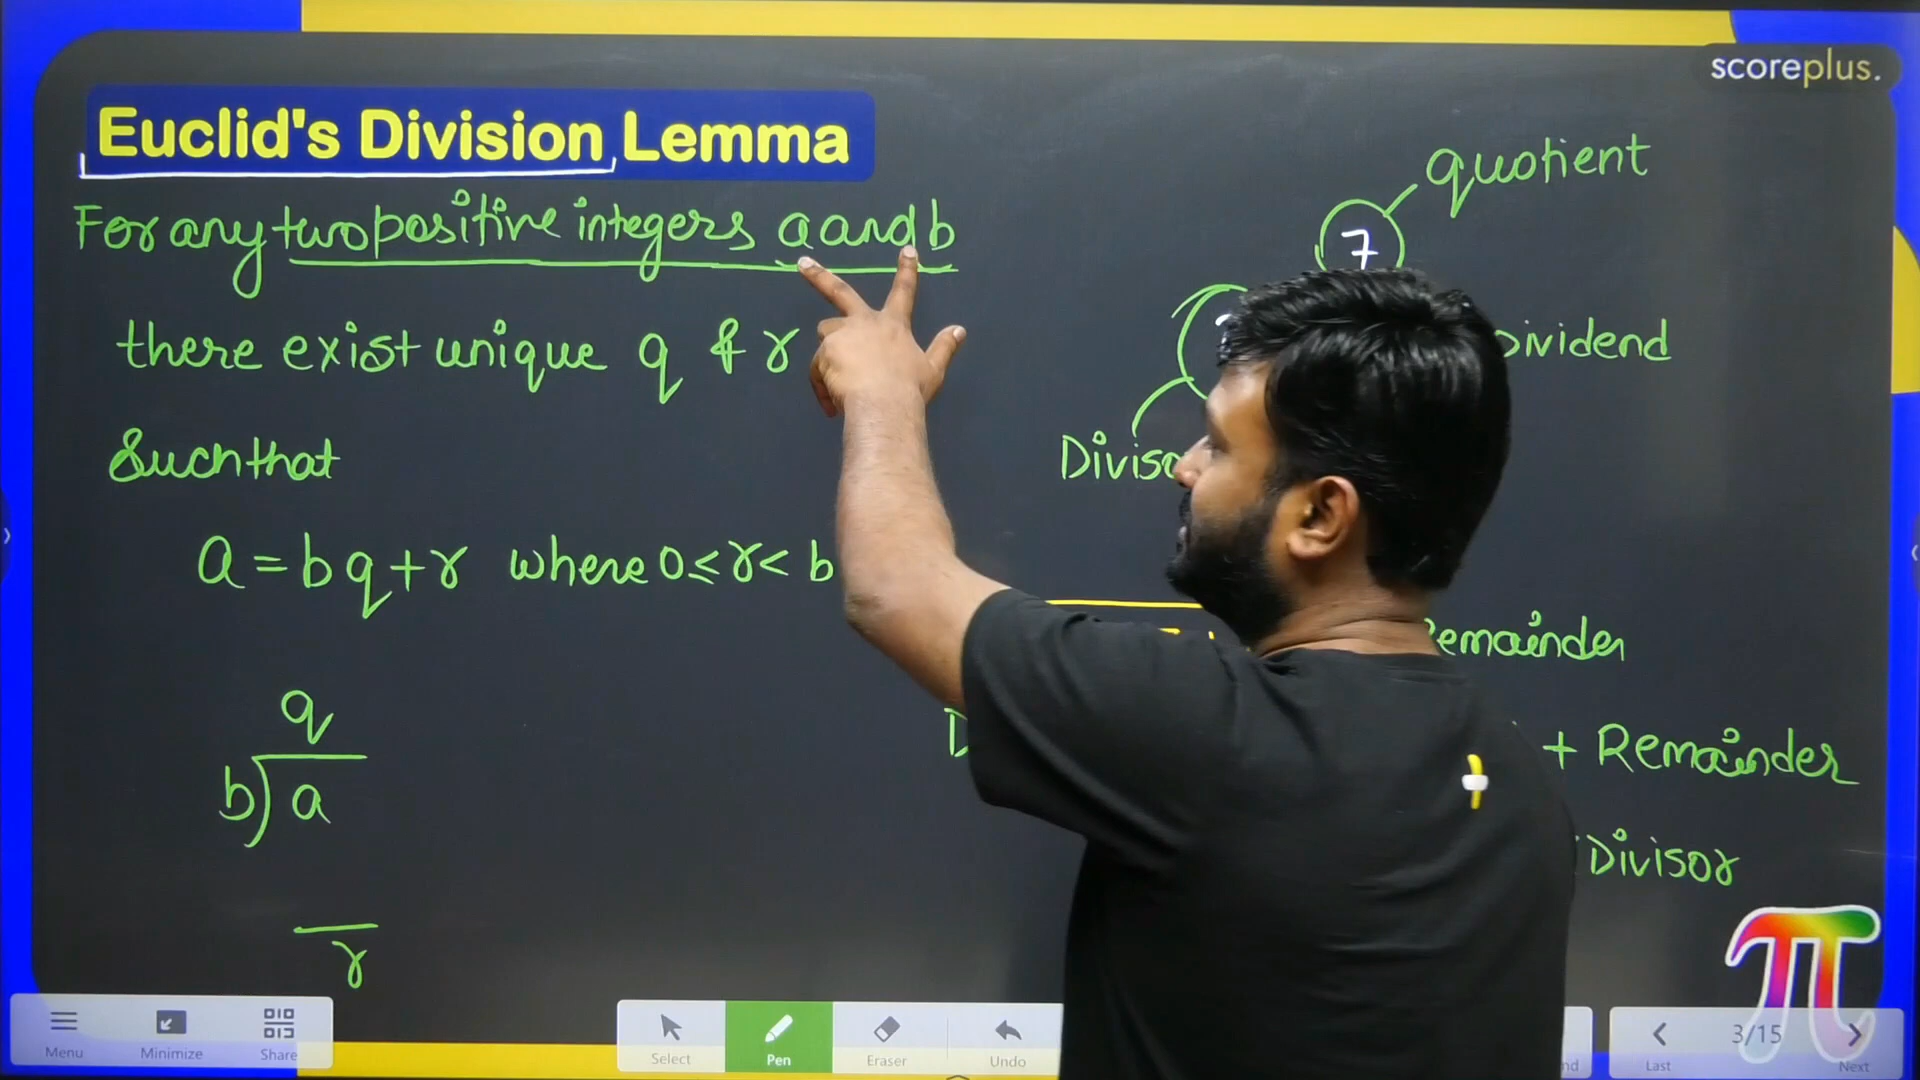 scoreplus.
Euclid's Division Lemma
For any two positive integers a and b
there exist unique q & r
Such that
a = bq + r where 0 ≤ r < b
q
b) a
r
quotient
7
Dividend
Remainder
+ Remainder
Divisor
Menu
Minimize
Share
Select
Pen
Eraser
Undo
Last
3/15
Next